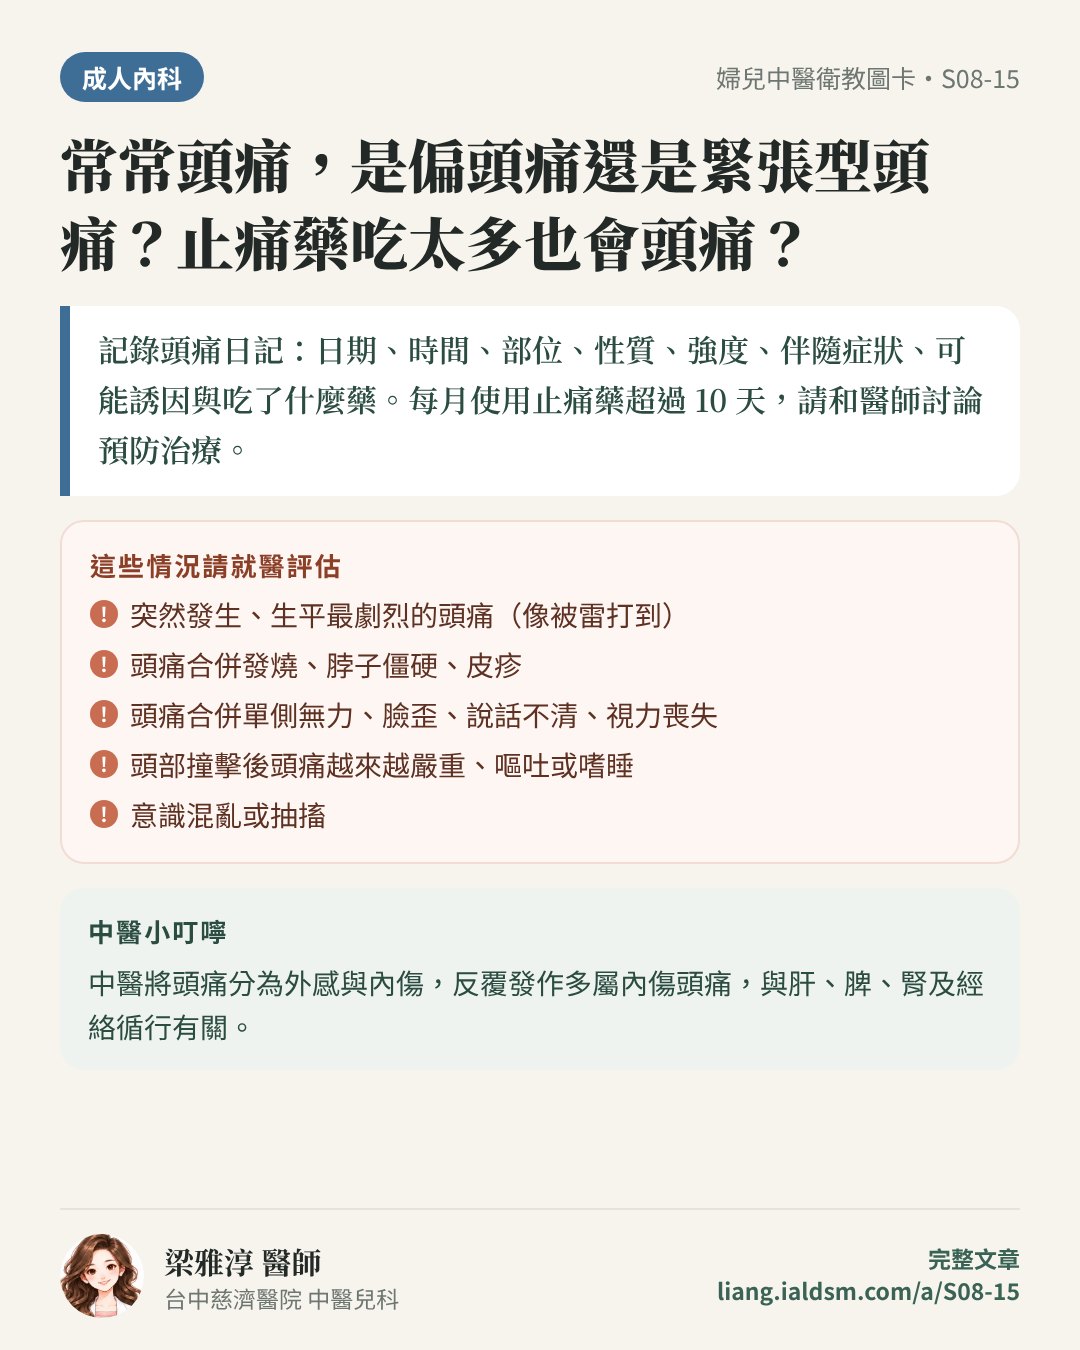 成人內科
婦兒中醫衛教圖卡・S08-15
常常頭痛，是偏頭痛還是緊張型頭
痛？止痛藥吃太多也會頭痛？
記錄頭痛日記：日期、時間、部位、性質、強度、伴隨症狀、可
能誘因與吃了什麼藥。每月使用止痛藥超過 10 天，請和醫師討論
預防治療。
這些情況請就醫評估
! 突然發生、生平最劇烈的頭痛（像被雷打到）
! 頭痛合併發燒、脖子僵硬、皮疹
! 頭痛合併單側無力、臉歪、說話不清、視力喪失
! 頭部撞擊後頭痛越來越嚴重、嘔吐或嗜睡
! 意識混亂或抽搐
中醫小叮嚀
中醫將頭痛分為外感與內傷，反覆發作多屬內傷頭痛，與肝、脾、腎及經
絡循行有關。
梁雅淳 醫師
台中慈濟醫院 中醫兒科
完整文章
liang.ialdsm.com/a/S08-15